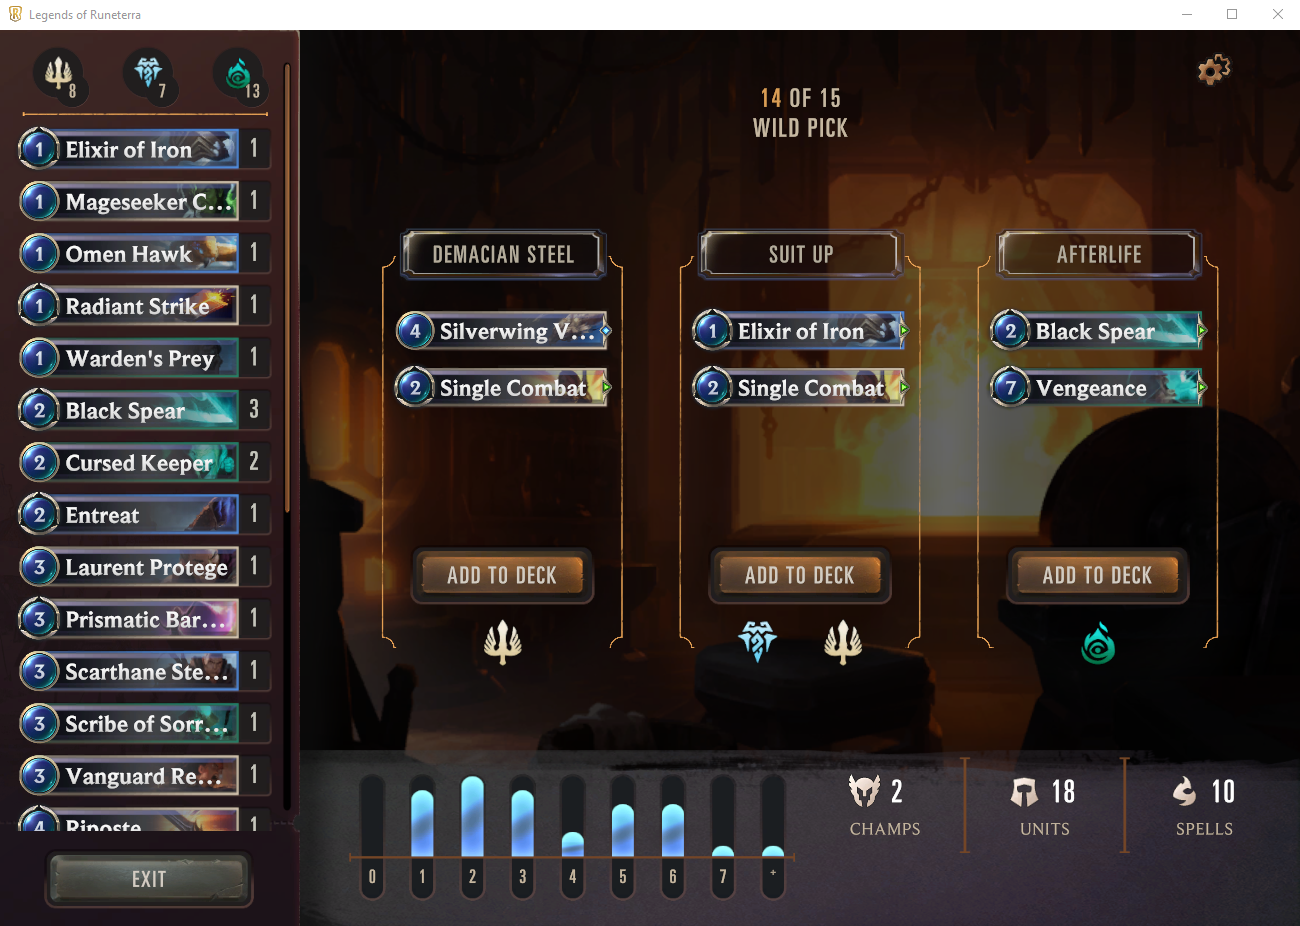 Legends of Runeterra
8 7 13
1 Elixir of Iron 1
1 Mageseeker C... 1
1 Omen Hawk 1
1 Radiant Strike 1
1 Warden's Prey 1
2 Black Spear 3
2 Cursed Keeper 2
2 Entreat 1
3 Laurent Protege 1
3 Prismatic Bar... 1
3 Scarthane Ste... 1
3 Scribe of Sorr... 1
3 Vanguard Re... 1
4 Riposte 1
EXIT
14 OF 15
WILD PICK
DEMACIAN STEEL
4 Silverwing V...
2 Single Combat
ADD TO DECK
SUIT UP
1 Elixir of Iron
2 Single Combat
ADD TO DECK
AFTERLIFE
2 Black Spear
7 Vengeance
ADD TO DECK
0 1 2 3 4 5 6 7 +
2
CHAMPS
18
UNITS
10
SPELLS